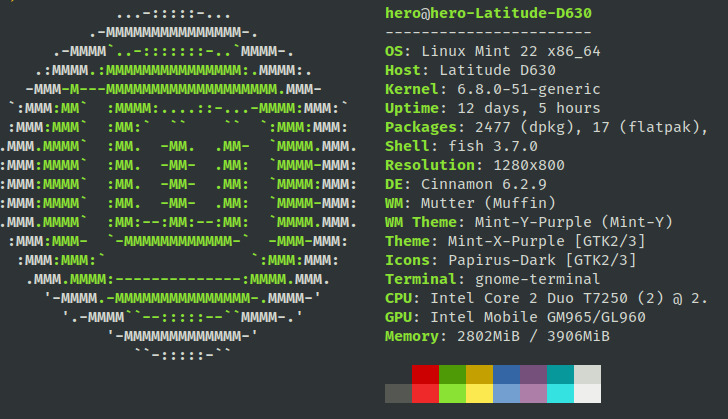 hero@hero-Latitude-D630
-----------------------
OS: Linux Mint 22 x86_64
Host: Latitude D630
Kernel: 6.8.0-51-generic
Uptime: 12 days, 5 hours
Packages: 2477 (dpkg), 17 (flatpak),
Shell: fish 3.7.0
Resolution: 1280x800
DE: Cinnamon 6.2.9
WM: Mutter (Muffin)
WM Theme: Mint-Y-Purple (Mint-Y)
Theme: Mint-X-Purple [GTK2/3]
Icons: Papirus-Dark [GTK2/3]
Terminal: gnome-terminal
CPU: Intel Core 2 Duo T7250 (2) @ 2.
GPU: Intel Mobile GM965/GL960
Memory: 2802MiB / 3906MiB